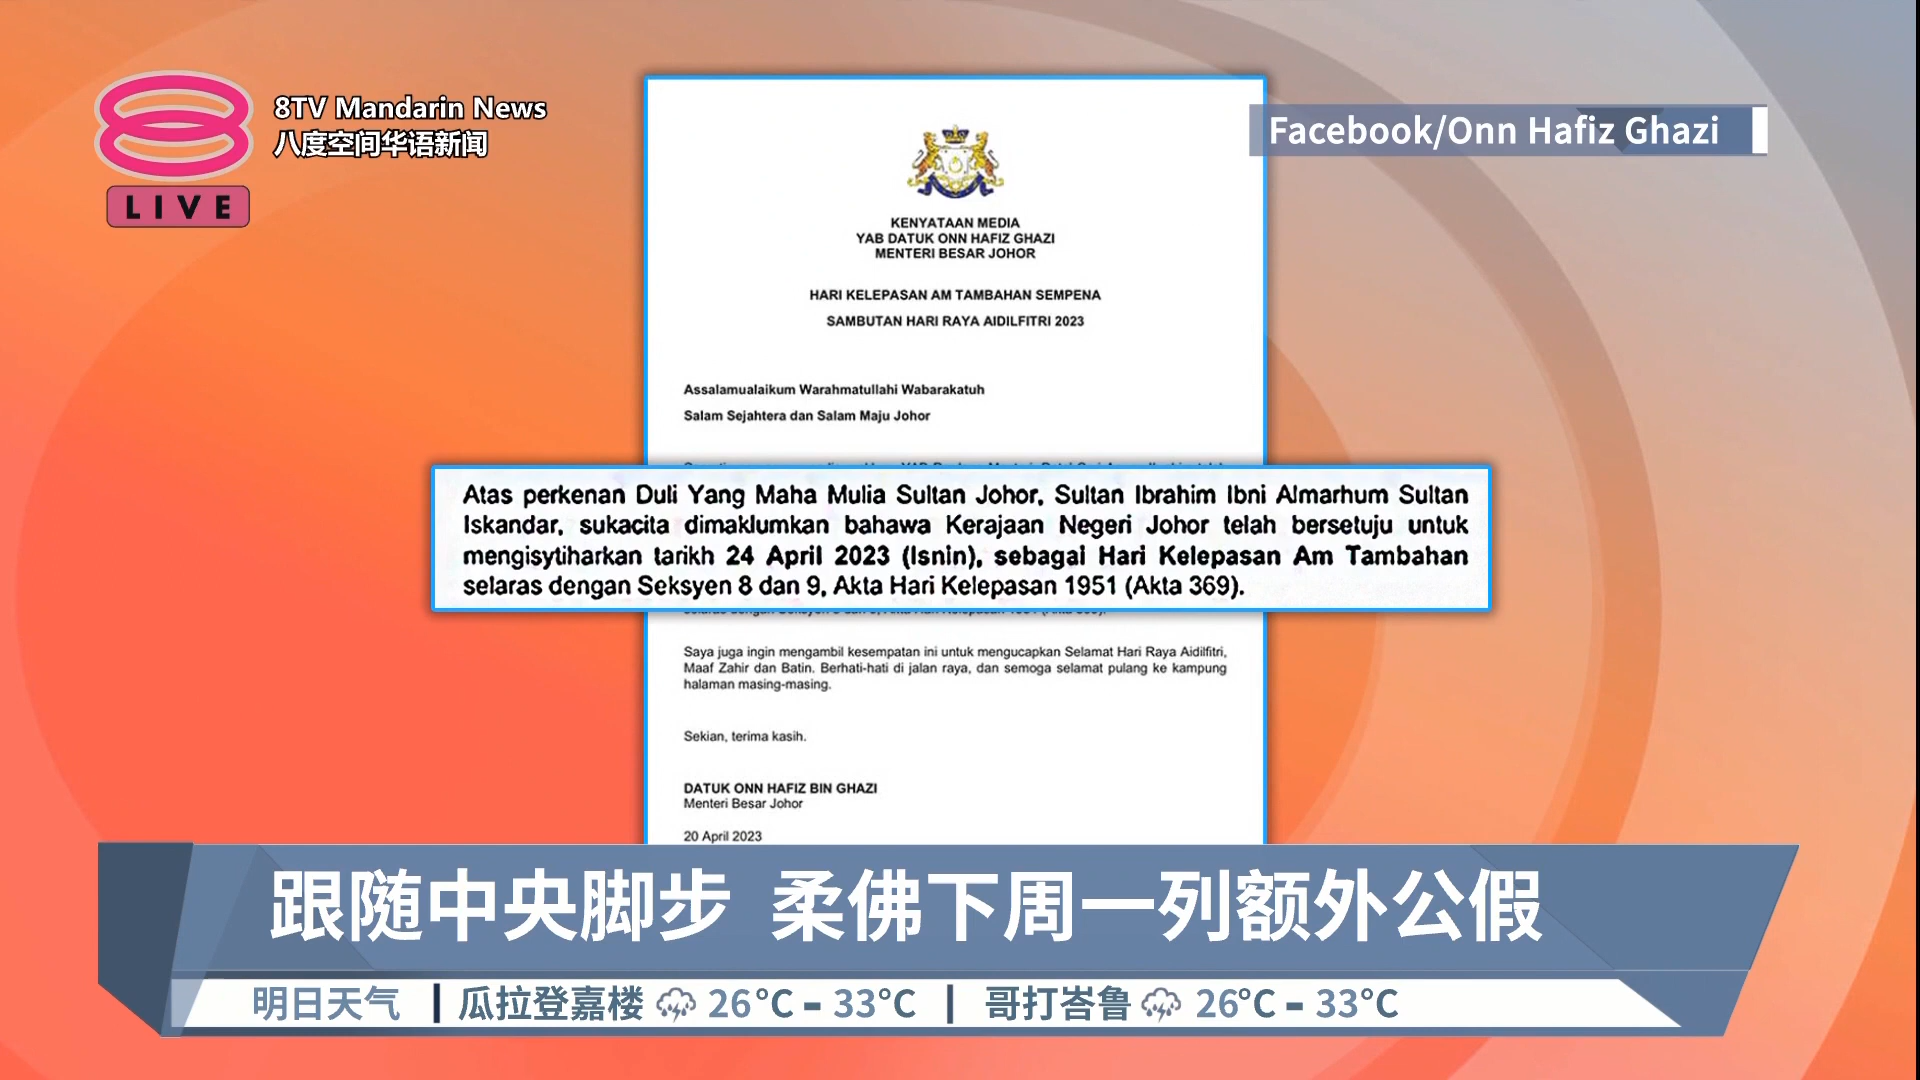 8TV Mandarin News
八度空间华语新闻
LIVE
Facebook/Onn Hafiz Ghazi
KENYATAAN MEDIA
YAB DATUK ONN HAFIZ GHAZI
MENTERI BESAR JOHOR
HARI KELEPASAN AM TAMBAHAN SEMPENA
SAMBUTAN HARI RAYA AIDILFITRI 2023
Assalamualaikum Warahmatullahi Wabarakatuh
Salam Sejahtera dan Salam Maju Johor
Atas perkenan Duli Yang Maha Mulia Sultan Johor, Sultan Ibrahim Ibni Almarhum Sultan
Iskandar, sukacita dimaklumkan bahawa Kerajaan Negeri Johor telah bersetuju untuk
mengisytiharkan tarikh 24 April 2023 (Isnin), sebagai Hari Kelepasan Am Tambahan
selaras dengan Seksyen 8 dan 9, Akta Hari Kelepasan 1951 (Akta 369).
Saya juga ingin mengambil kesempatan ini untuk mengucapkan Selamat Hari Raya Aidilfitri,
Maaf Zahir dan Batin. Berhati-hati di jalan raya, dan semoga selamat pulang ke kampung
halaman masing-masing.
Sekian, terima kasih.
DATUK ONN HAFIZ BIN GHAZI
Menteri Besar Johor
20 April 2023
跟随中央脚步 柔佛下周一列额外公假
明日天气 | 瓜拉登嘉楼 26°C - 33°C | 哥打峇鲁 26°C - 33°C